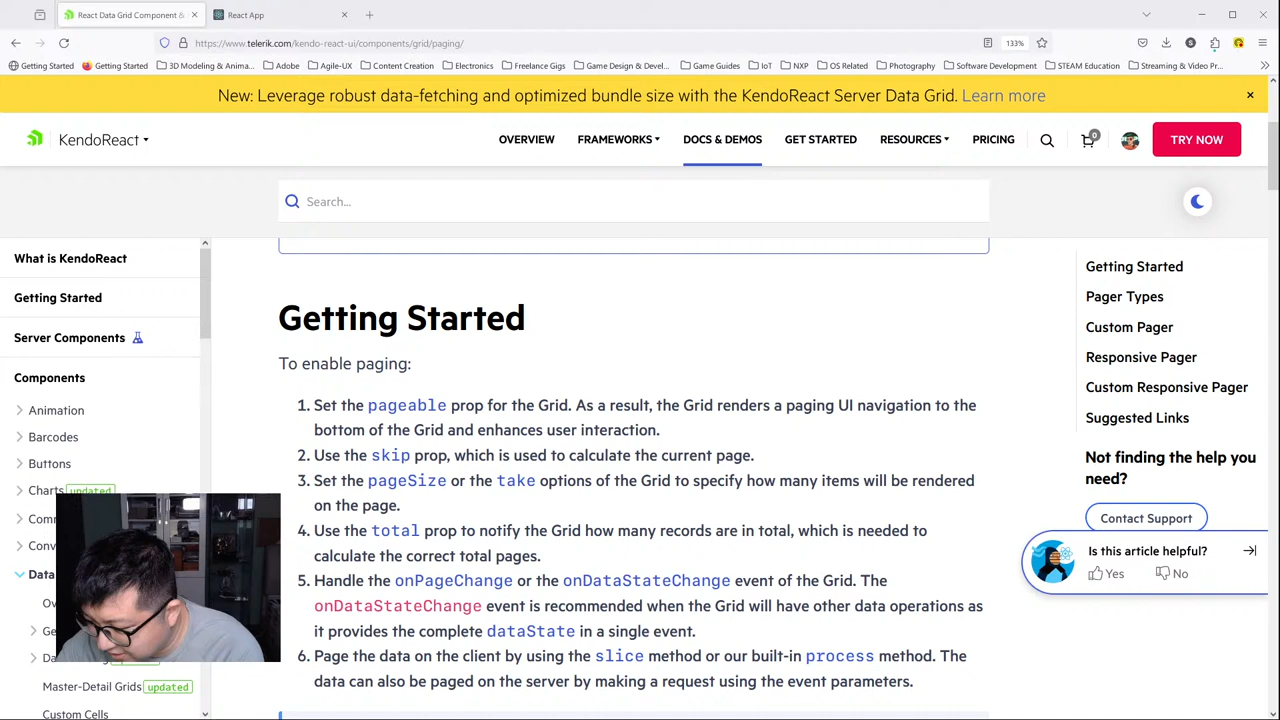 React Data Grid Component &
React App
https://www.telerik.com/kendo-react-ui/components/grid/paging/
133%
Getting Started
Getting Started
3D Modeling & Anima...
Adobe
Agile-UX
Content Creation
Electronics
Freelance Gigs
Game Design & Devel...
Game Guides
IoT
NXP
OS Related
Photography
Software Development
STEAM Education
Streaming & Video Pr...
New: Leverage robust data-fetching and optimized bundle size with the KendoReact Server Data Grid. Learn more
KendoReact
OVERVIEW
FRAMEWORKS
DOCS & DEMOS
GET STARTED
RESOURCES
PRICING
0
TRY NOW
Search...
What is KendoReact
Getting Started
Server Components
Components
Animation
Barcodes
Buttons
Charts updated
Data
Master-Detail Grids updated
Custom Cells
Getting Started
To enable paging:
1. Set the pageable prop for the Grid. As a result, the Grid renders a paging UI navigation to the
bottom of the Grid and enhances user interaction.
2. Use the skip prop, which is used to calculate the current page.
3. Set the pageSize or the take options of the Grid to specify how many items will be rendered
on the page.
4. Use the total prop to notify the Grid how many records are in total, which is needed to
calculate the correct total pages.
5. Handle the onPageChange or the onDataStateChange event of the Grid. The
onDataStateChange event is recommended when the Grid will have other data operations as
it provides the complete dataState in a single event.
6. Page the data on the client by using the slice method or our built-in process method. The
data can also be paged on the server by making a request using the event parameters.
Getting Started
Pager Types
Custom Pager
Responsive Pager
Custom Responsive Pager
Suggested Links
Not finding the help you
need?
Contact Support
Is this article helpful?
Yes
No